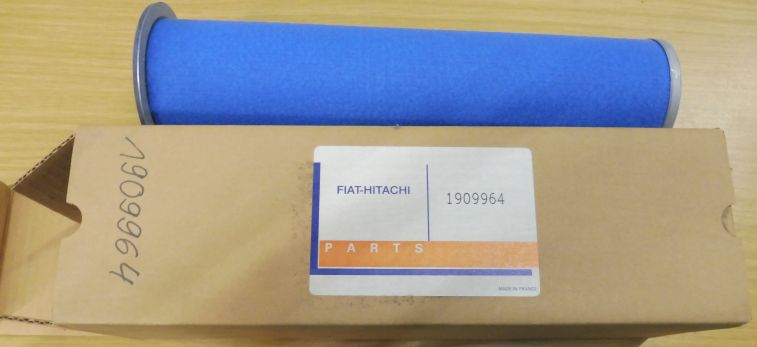 1909964
FIAT-HITACHI
1909964
PARTS
MADE IN FRANCE